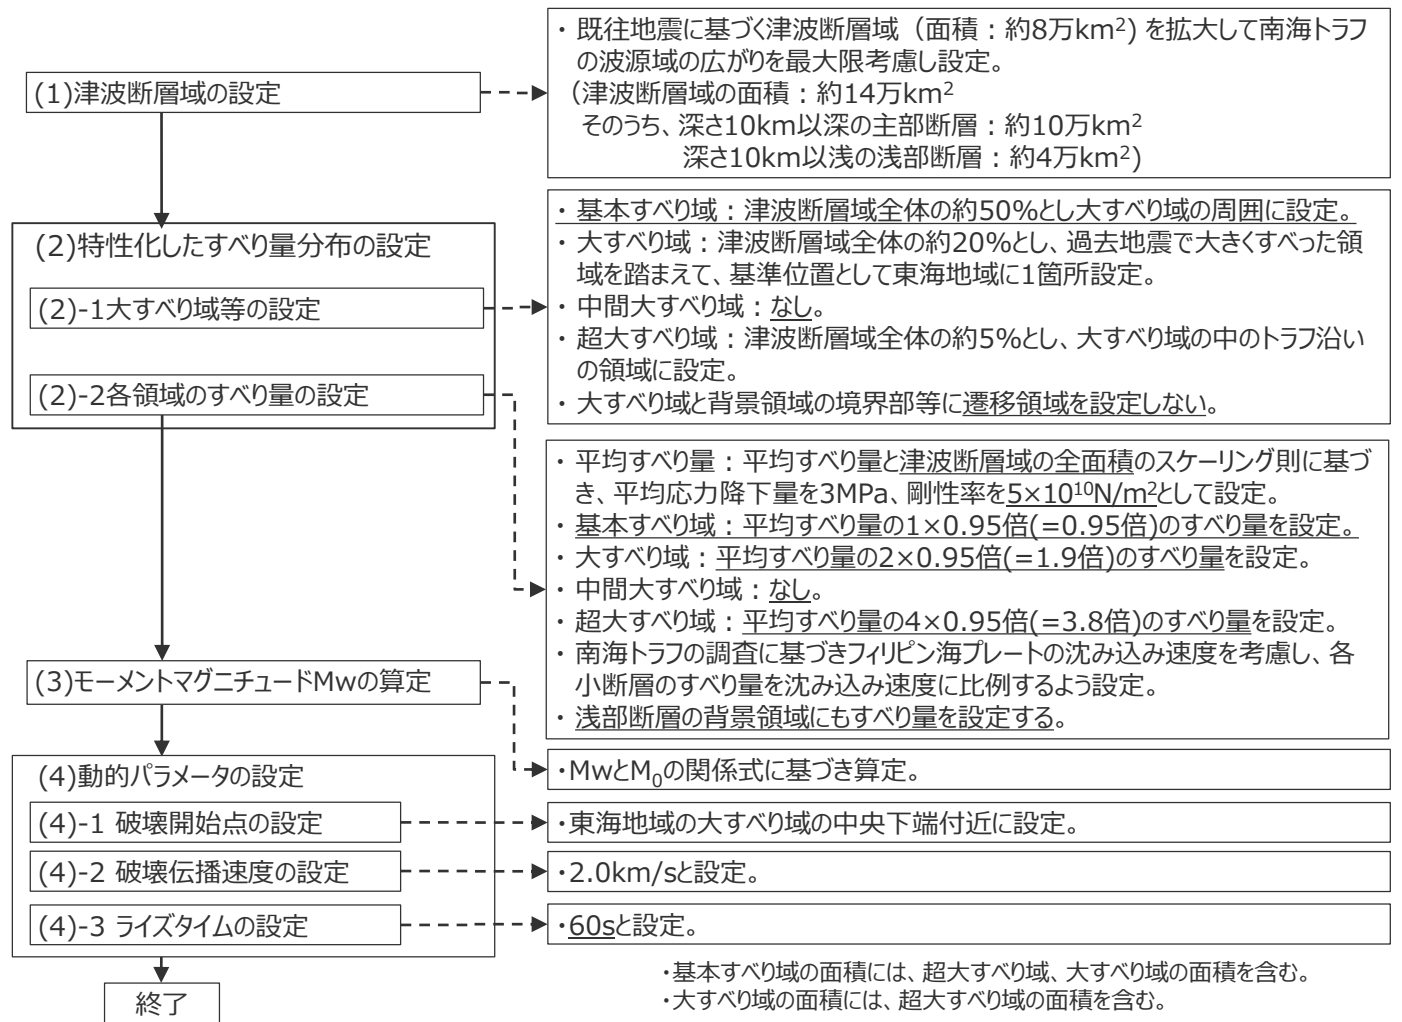 (1)津波断層域の設定
・既往地震に基づく津波断層域（面積：約8万km²）を拡大して南海トラフ
の波源域の広がりを最大限考慮し設定。
（津波断層域の面積：約14万km²
そのうち、深さ10km以深の主部断層：約10万km²
深さ10km以浅の浅部断層：約4万km²)
(2)特性化したすべり量分布の設定
(2)-1大すべり域等の設定
(2)-2各領域のすべり量の設定
・基本すべり域：津波断層域全体の約50%とし大すべり域の周囲に設定。
・大すべり域：津波断層域全体の約20%とし、過去地震で大きくすべった領
域を踏まえて、基準位置として東海地域に1箇所設定。
・中間大すべり域：なし。
・超大すべり域：津波断層域全体の約5%とし、大すべり域の中のトラフ沿い
の領域に設定。
・大すべり域と背景領域の境界部等に遷移領域を設定しない。
・平均すべり量：平均すべり量と津波断層域の全面積のスケーリング則に基づ
き、平均応力降下量を3MPa、剛性率を5×10¹⁰N/m²として設定。
・基本すべり域：平均すべり量の1×0.95倍(=0.95倍)のすべり量を設定。
・大すべり域：平均すべり量の2×0.95倍(=1.9倍)のすべり量を設定。
・中間大すべり域：なし。
・超大すべり域：平均すべり量の4×0.95倍(=3.8倍)のすべり量を設定。
・南海トラフの調査に基づきフィリピン海プレートの沈み込み速度を考慮し、各
小断層のすべり量を沈み込み速度に比例するよう設定。
・浅部断層の背景領域にもすべり量を設定する。
(3)モーメントマグニチュードMwの算定
・MwとM₀の関係式に基づき算定。
(4)動的パラメータの設定
(4)-1 破壊開始点の設定
・東海地域の大すべり域の中央下端付近に設定。
(4)-2 破壊伝播速度の設定
・2.0km/sと設定。
(4)-3 ライズタイムの設定
・60sと設定。
終了
・基本すべり域の面積には、超大すべり域、大すべり域の面積を含む。
・大すべり域の面積には、超大すべり域の面積を含む。